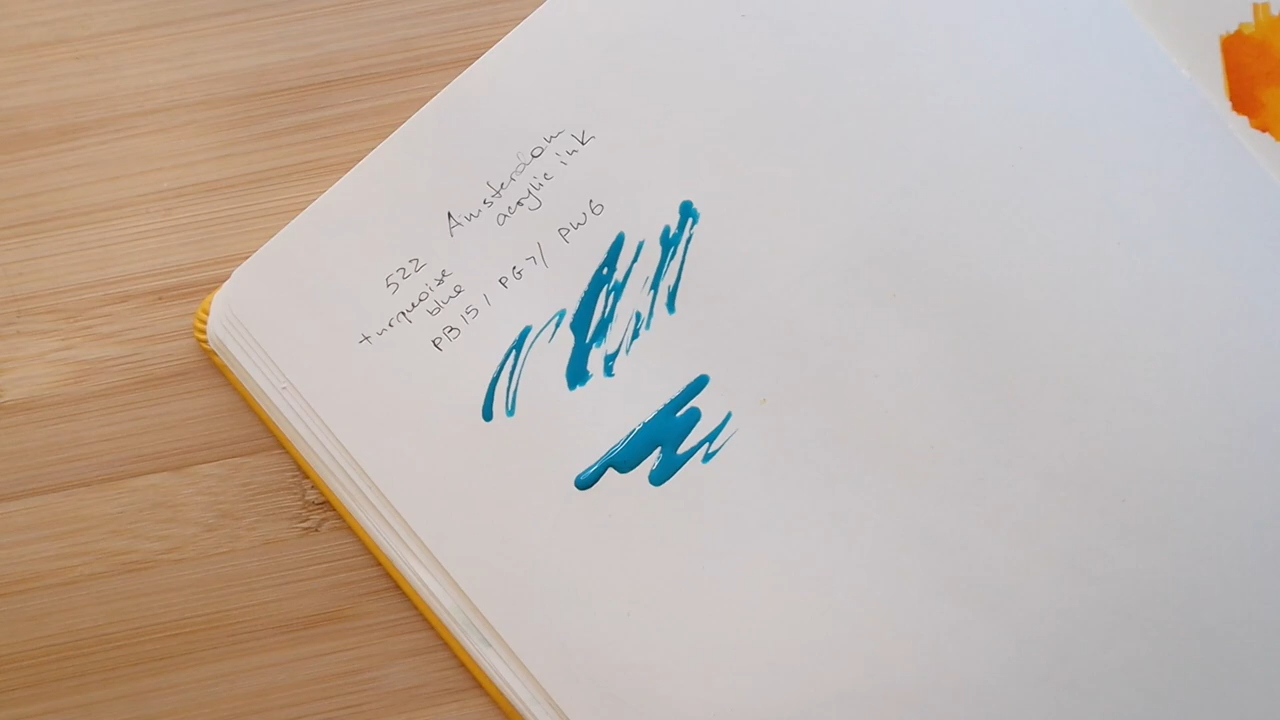 Amsterdam
acrylic ink
522
turquoise
blue
PB15/ PG7/ PW6